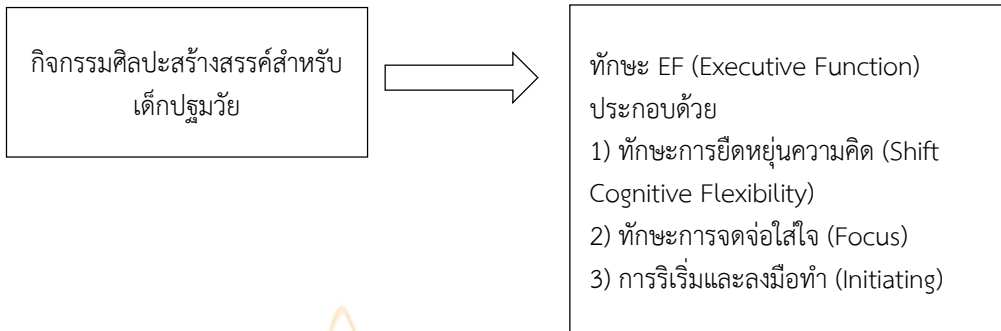 กิจกรรมศิลปะสร้างสรรค์สำหรับ
เด็กปฐมวัย
ทักษะ EF (Executive Function)
ประกอบด้วย
1) ทักษะการยืดหยุ่นความคิด (Shift
Cognitive Flexibility)
2) ทักษะการจดจ่อใส่ใจ (Focus)
3) การริเริ่มและลงมือทำ (Initiating)